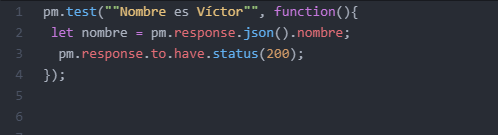 1 pm.test(""Nombre es Víctor"", function(){
2 let nombre = pm.response.json().nombre;
3 pm.response.to.have.status(200);
4 });
5
6